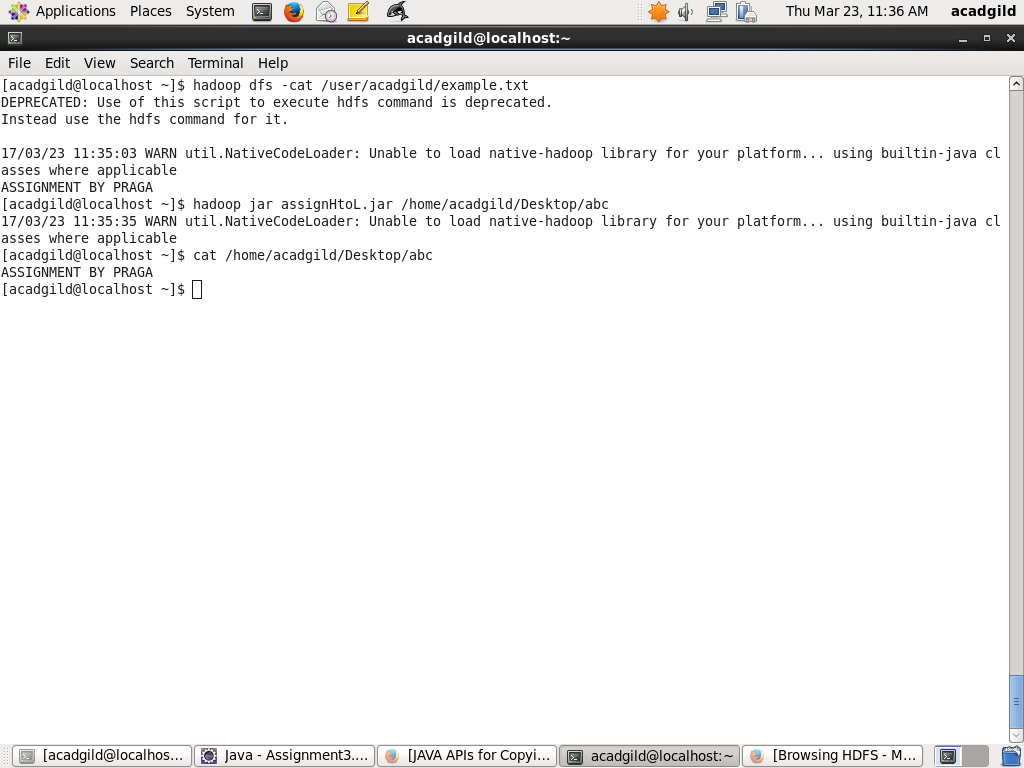 Applications Places System Thu Mar 23, 11:36 AM acadgild
acadgild@localhost:~
File Edit View Search Terminal Help
[acadgild@localhost ~]$ hadoop dfs -cat /user/acadgild/example.txt
DEPRECATED: Use of this script to execute hdfs command is deprecated.
Instead use the hdfs command for it.
17/03/23 11:35:03 WARN util.NativeCodeLoader: Unable to load native-hadoop library for your platform... using builtin-java cl
asses where applicable
ASSIGNMENT BY PRAGA
[acadgild@localhost ~]$ hadoop jar assignHtoL.jar /home/acadgild/Desktop/abc
17/03/23 11:35:35 WARN util.NativeCodeLoader: Unable to load native-hadoop library for your platform... using builtin-java cl
asses where applicable
[acadgild@localhost ~]$ cat /home/acadgild/Desktop/abc
ASSIGNMENT BY PRAGA
[acadgild@localhost ~]$
[acadgild@localhos... Java - Assignment3.... [JAVA APIs for Copyi... acadgild@localhost:~ [Browsing HDFS - M...